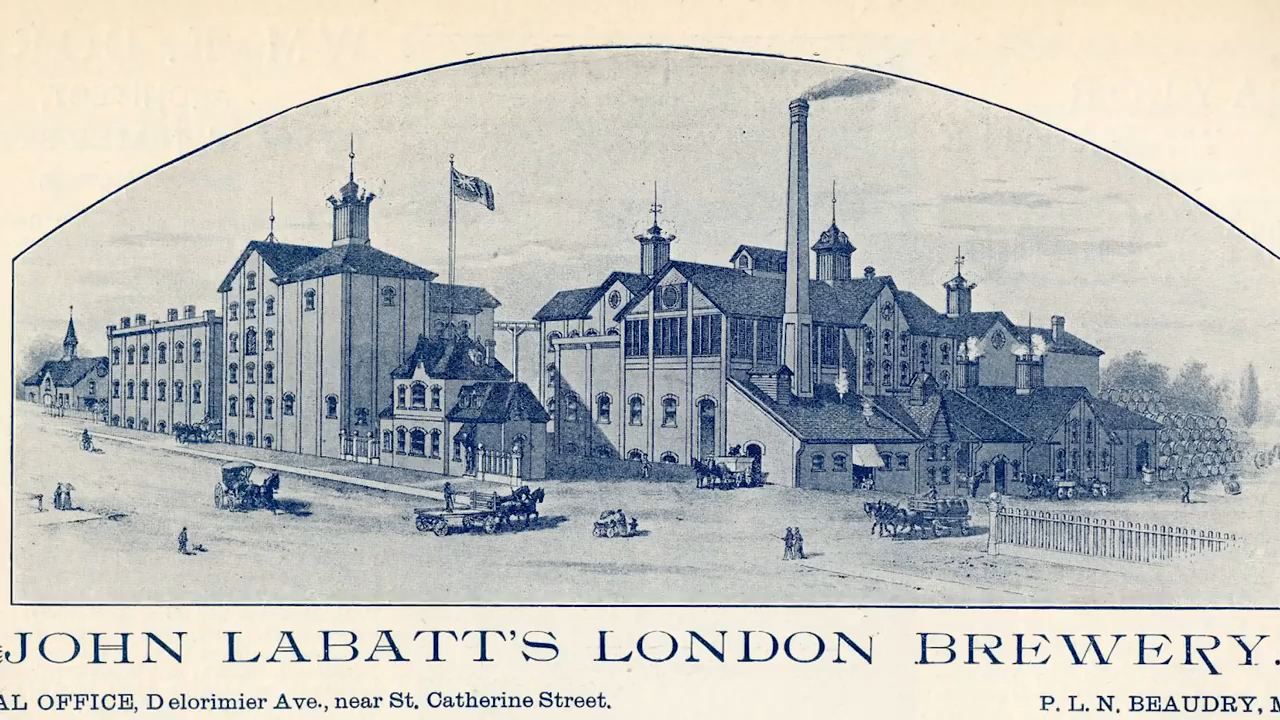 JOHN LABATT'S LONDON BREWERY.
AL OFFICE, Delorimier Ave., near St. Catherine Street.
P. L. N. BEAUDRY,